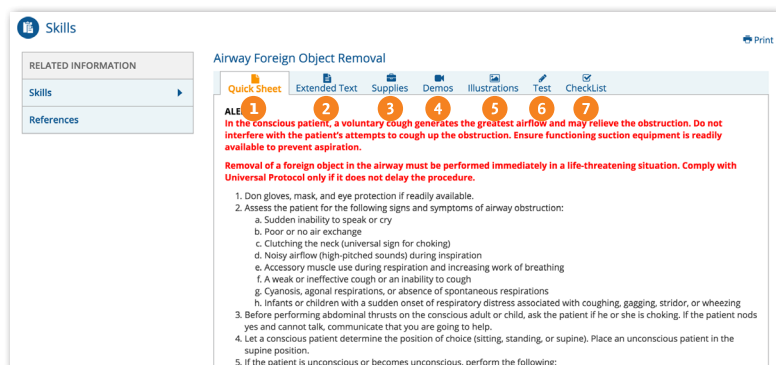 Skills
Print
RELATED INFORMATION
Skills
References
Airway Foreign Object Removal
Quick Sheet Extended Text Supplies Demos Illustrations Test CheckList
1 2 3 4 5 6 7
In the conscious patient, a voluntary cough generates the greatest airflow and may relieve the obstruction. Do not
interfere with the patient's attempts to cough up the obstruction. Ensure functioning suction equipment is readily
available to prevent aspiration.
Removal of a foreign object in the airway must be performed immediately in a life-threatening situation. Comply with
Universal Protocol only if it does not delay the procedure.
1. Don gloves, mask, and eye protection if readily available.
2. Assess the patient for the following signs and symptoms of airway obstruction:
a. Sudden inability to speak or cry
b. Poor or no air exchange
c. Clutching the neck (universal sign for choking)
d. Noisy airflow (high-pitched sounds) during inspiration
e. Accessory muscle use during respiration and increasing work of breathing
f. A weak or ineffective cough or an inability to cough
g. Cyanosis, agonal respirations, or absence of spontaneous respirations
h. Infants or children with a sudden onset of respiratory distress associated with coughing, gagging, stridor, or wheezing
3. Before performing abdominal thrusts on the conscious adult or child, ask the patient if he or she is choking. If the patient nods
yes and cannot talk, communicate that you are going to help.
4. Let a conscious patient determine the position of choice (sitting, standing, or supine). Place an unconscious patient in the
supine position.
5. If the patient is unconscious or becomes unconscious, perform the following: